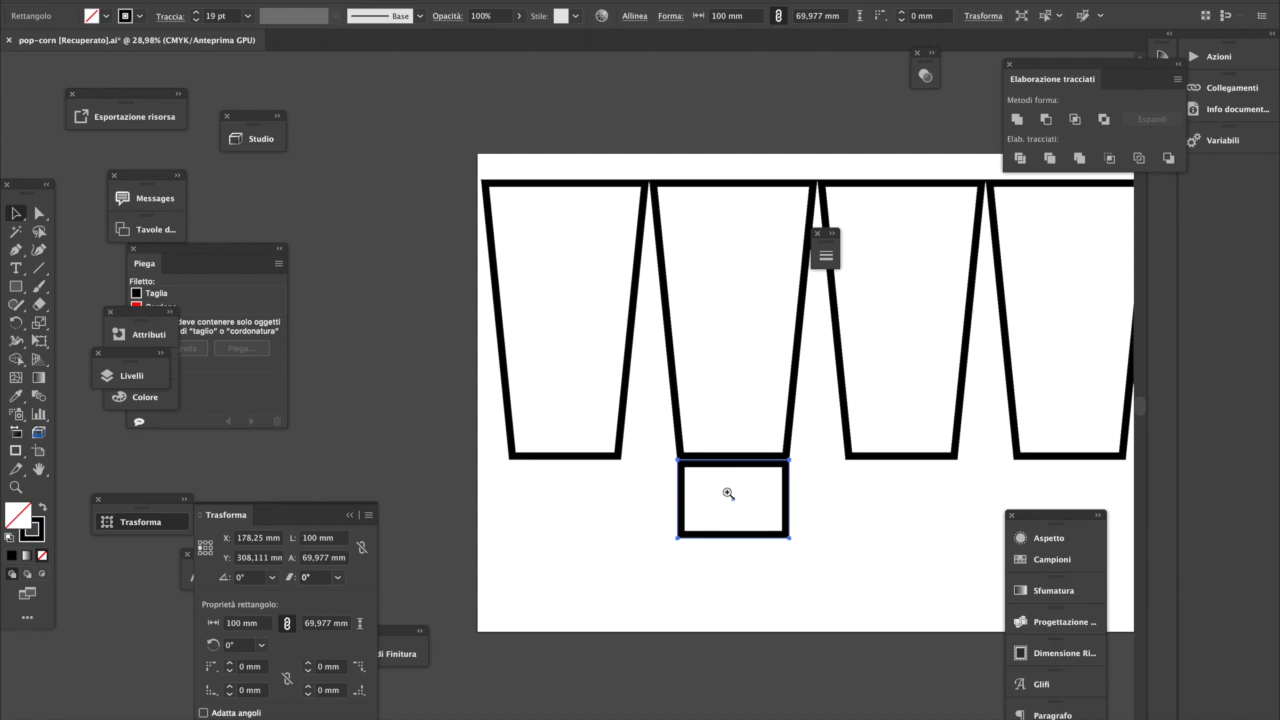 Rettangolo
Traccia:
19 pt
Base
Opacità:
100%
Stile:
Allinea
Forma:
100 mm
69,977 mm
0 mm
Trasforma
pop-corn [Recuperato].ai* @ 28,98% (CMYK/Anteprima GPU)
Azioni
Collegamenti
Info document...
Variabili
Elaborazione tracciati
Metodi forma:
Espandi
Elab. tracciati:
Esportazione risorsa
Studio
Messages
Tavole d...
Piega
Filetto:
Taglia
deve contenere solo oggetti
di "taglio" o "cordonatura"
Piega...
Attributi
Livelli
Colore
Trasforma
Trasforma
X:
178,25 mm
L:
100 mm
Y:
308,111 mm
A:
69,977 mm
0°
0°
Proprietà rettangolo:
100 mm
69,977 mm
0°
0 mm
0 mm
0 mm
0 mm
Adatta angoli
di Finitura
Aspetto
Campioni
Sfumatura
Progettazione ...
Dimensione Ri...
Glifi
Paragrafo